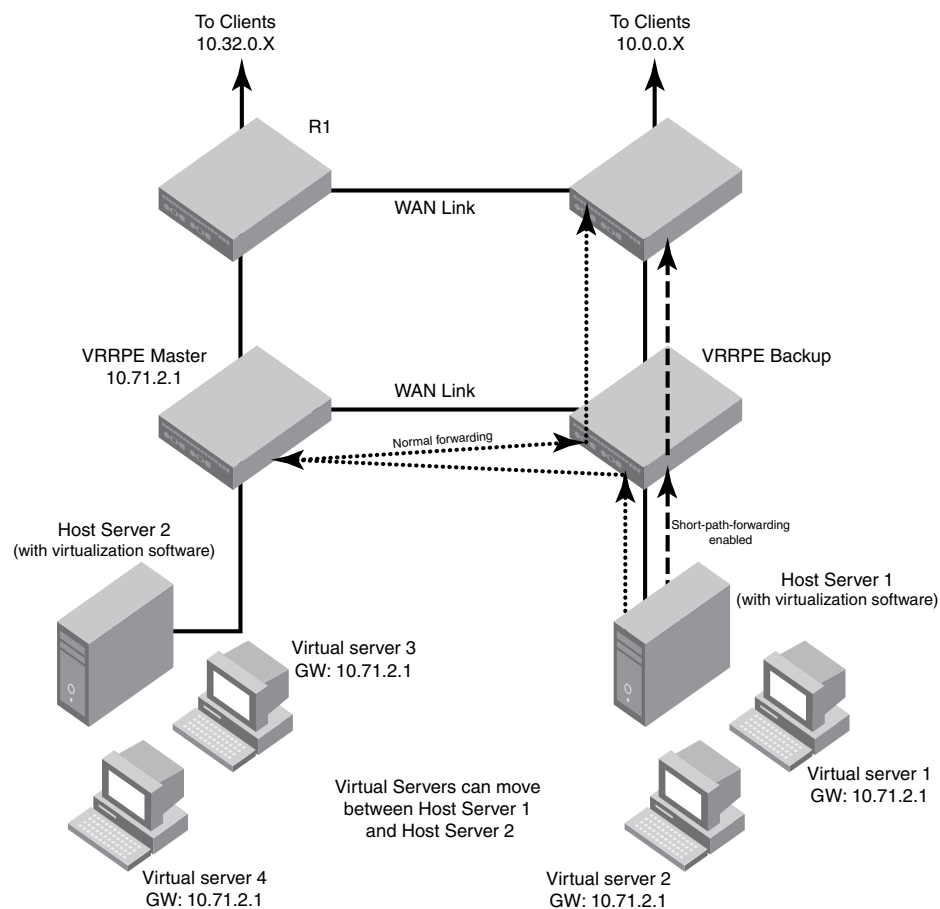 To Clients
10.32.0.X
To Clients
10.0.0.X
R1
WAN Link
VRRPE Master
10.71.2.1
WAN Link
VRRPE Backup
Normal forwarding
Short-path-forwarding
enabled
Host Server 2
(with virtualization software)
Host Server 1
(with virtualization software)
Virtual server 3
GW: 10.71.2.1
Virtual server 1
GW: 10.71.2.1
Virtual Servers can move
between Host Server 1
and Host Server 2
Virtual server 4
GW: 10.71.2.1
Virtual server 2
GW: 10.71.2.1